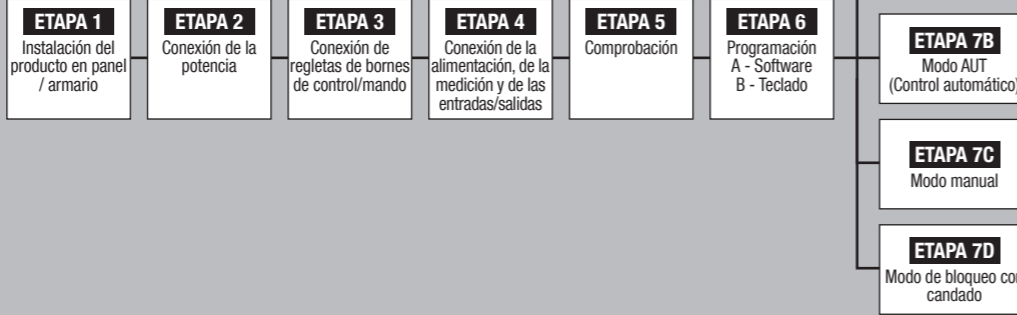 ETAPA 1
Instalación del
producto en panel
/ armario
ETAPA 2
Conexión de la
potencia
ETAPA 3
Conexión de
regletas de bornes
de control/mando
ETAPA 4
Conexión de la
alimentación, de la
medición y de las
entradas/salidas
ETAPA 5
Comprobación
ETAPA 6
Programación
A - Software
B - Teclado
ETAPA 7B
Modo AUT
(Control automático)
ETAPA 7C
Modo manual
ETAPA 7D
Modo de bloqueo con
candado